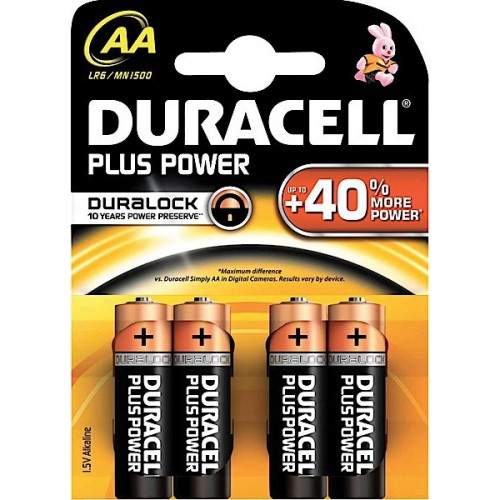 AA
LR6 / MN1500
DURACELL®
PLUS POWER
DURALOCK
10 YEARS POWER PRESERVE**
UP TO
+40% MORE POWER*
*Maximum difference
vs. Duracell Simply AA in Digital Cameras. Results vary by device.
+
+
+
+
DURALOCK
DURALOCK
DURALOCK
DURALOCK
DURACELL
PLUS POWER
DURACELL
PLUS POWER
DURACELL
PLUS POWER
DURACELL
PLUS POWER
1.5V Alkaline